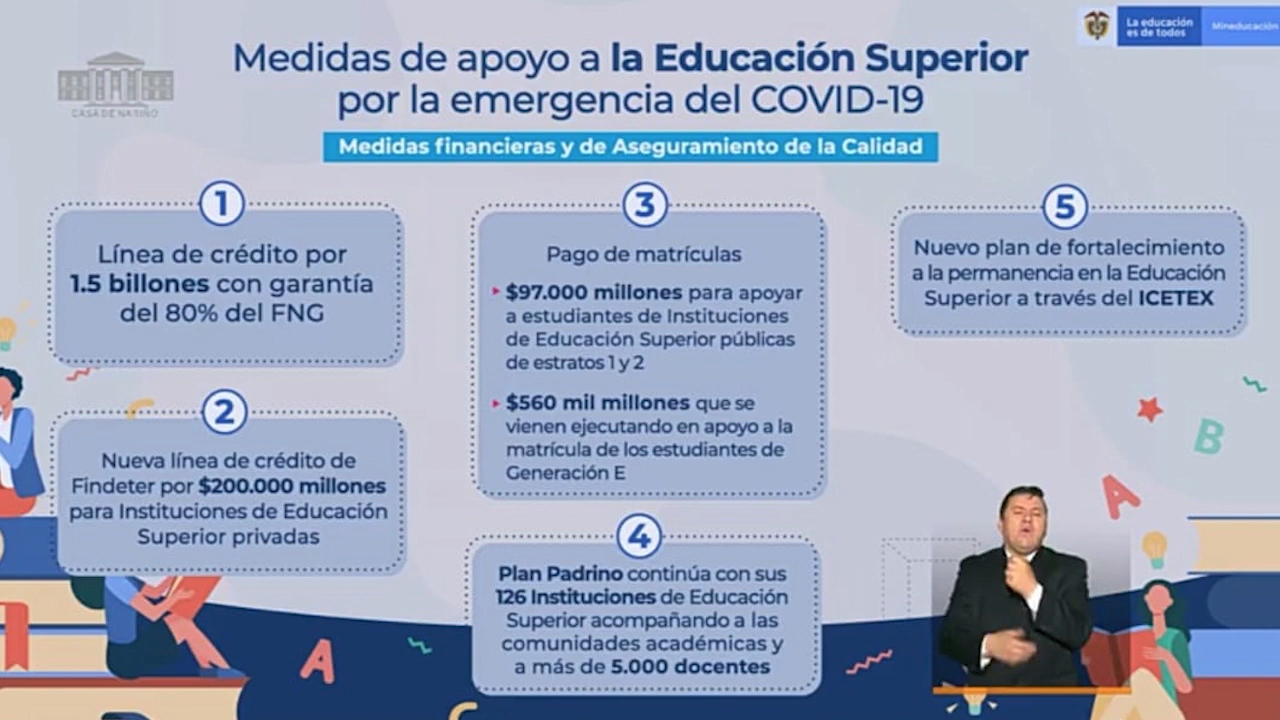 La educación
es de todos
Mineducación
CASA DE NARIÑO
Medidas de apoyo a la Educación Superior
por la emergencia del COVID-19
Medidas financieras y de Aseguramiento de la Calidad
1
Línea de crédito por
1.5 billones con garantía
del 80% del FNG
2
Nueva línea de crédito de
Findeter por $200.000 millones
para Instituciones de Educación
Superior privadas
3
Pago de matrículas
$97.000 millones para apoyar
a estudiantes de Instituciones
de Educación Superior públicas
de estratos 1 y 2
$560 mil millones que se
vienen ejecutando en apoyo a la
matrícula de los estudiantes de
Generación E
4
Plan Padrino continúa con sus
126 Instituciones de Educación
Superior acompañando a las
comunidades académicas y
a más de 5.000 docentes
5
Nuevo plan de fortalecimiento
a la permanencia en la Educación
Superior a través del ICETEX
A
B
A